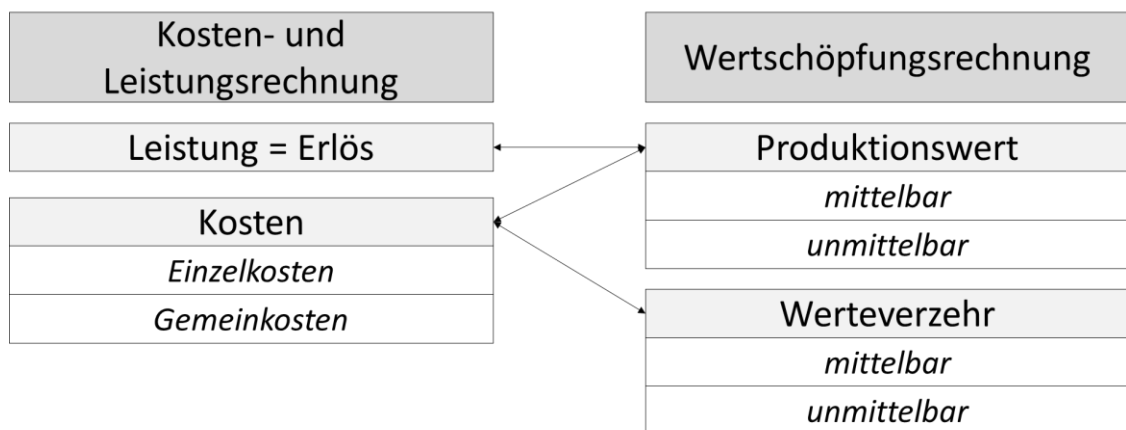 Kosten- und
Leistungsrechnung
Leistung = Erlös
Kosten
Einzelkosten
Gemeinkosten
Wertschöpfungsrechnung
Produktionswert
mittelbar
unmittelbar
Werteverzehr
mittelbar
unmittelbar